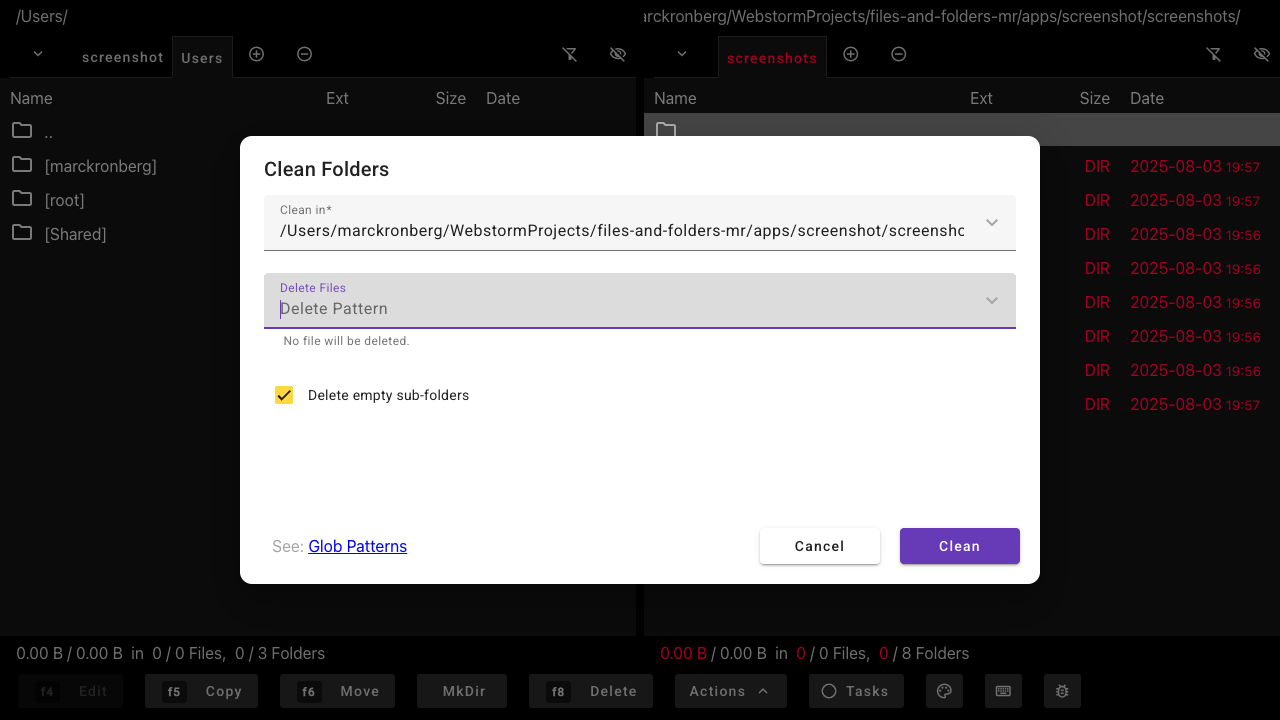 /Users/
arckronberg/WebstormProjects/files-and-folders-mr/apps/screenshot/screenshots/
screenshot Users
screenshots
Name Ext Size Date
Name Ext Size Date
..
[marckronberg]
[root]
[Shared]
DIR 2025-08-03 19:57
DIR 2025-08-03 19:57
DIR 2025-08-03 19:56
DIR 2025-08-03 19:56
DIR 2025-08-03 19:56
DIR 2025-08-03 19:56
DIR 2025-08-03 19:56
DIR 2025-08-03 19:57
Clean Folders
Clean in*
/Users/marckronberg/WebstormProjects/files-and-folders-mr/apps/screenshot/screensho
Delete Files
Delete Pattern
No file will be deleted.
Delete empty sub-folders
See: Glob Patterns
Cancel
Clean
0.00 B / 0.00 B in 0 / 0 Files, 0 / 3 Folders
0.00 B / 0.00 B in 0 / 0 Files, 0 / 8 Folders
f4 Edit f5 Copy f6 Move MkDir f8 Delete Actions Tasks